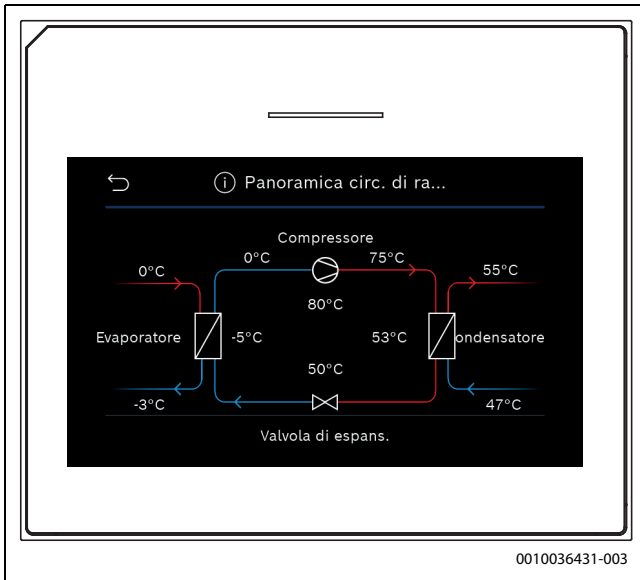 Panoramica circ. di ra...
Compressore
0°C
75°C
0°C
55°C
80°C
Evaporatore
-5°C
53°C
ondensatore
50°C
-3°C
47°C
Valvola di espans.
0010036431-003